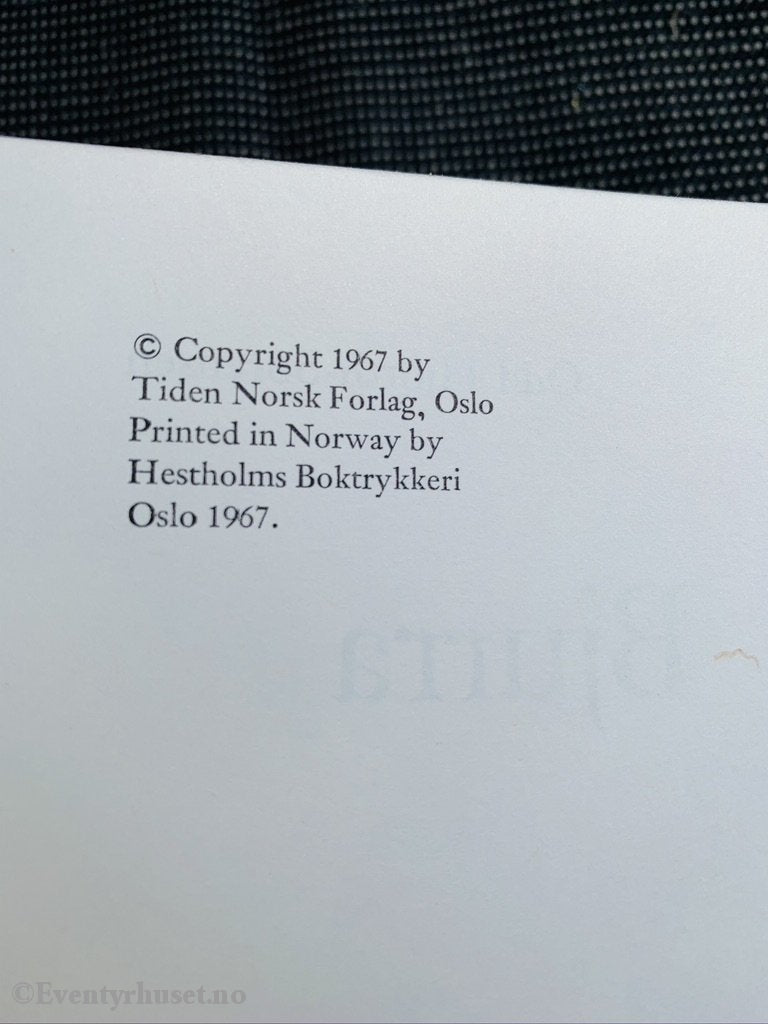 © Copyright 1967 by
Tiden Norsk Forlag, Oslo
Printed in Norway by
Hestholms Boktrykkeri
Oslo 1967.
©Eventyrhuset.no